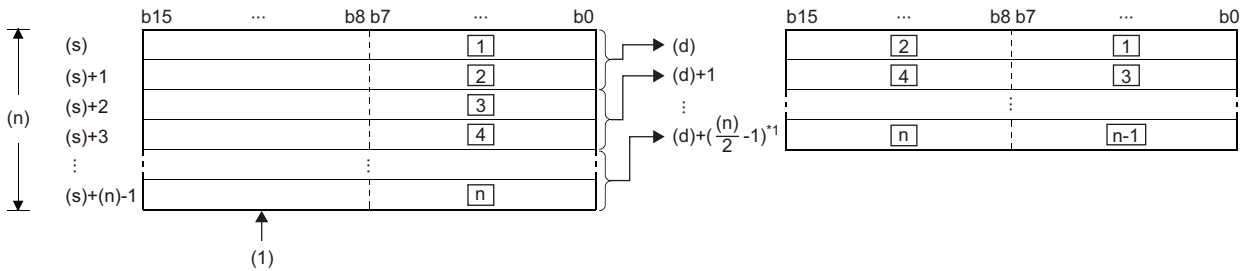 b15 ... b8 b7 ... b0
b15 ... b8 b7 ... b0
(s) 1 (d) 2 1
(s)+1 2 (d)+1 4 3
(s)+2 3 ⋮ ⋮
(n)
(s)+3 4 (d)+((n)/2 -1)*1 n n-1
⋮ ⋮
(s)+(n)-1 n
(1)